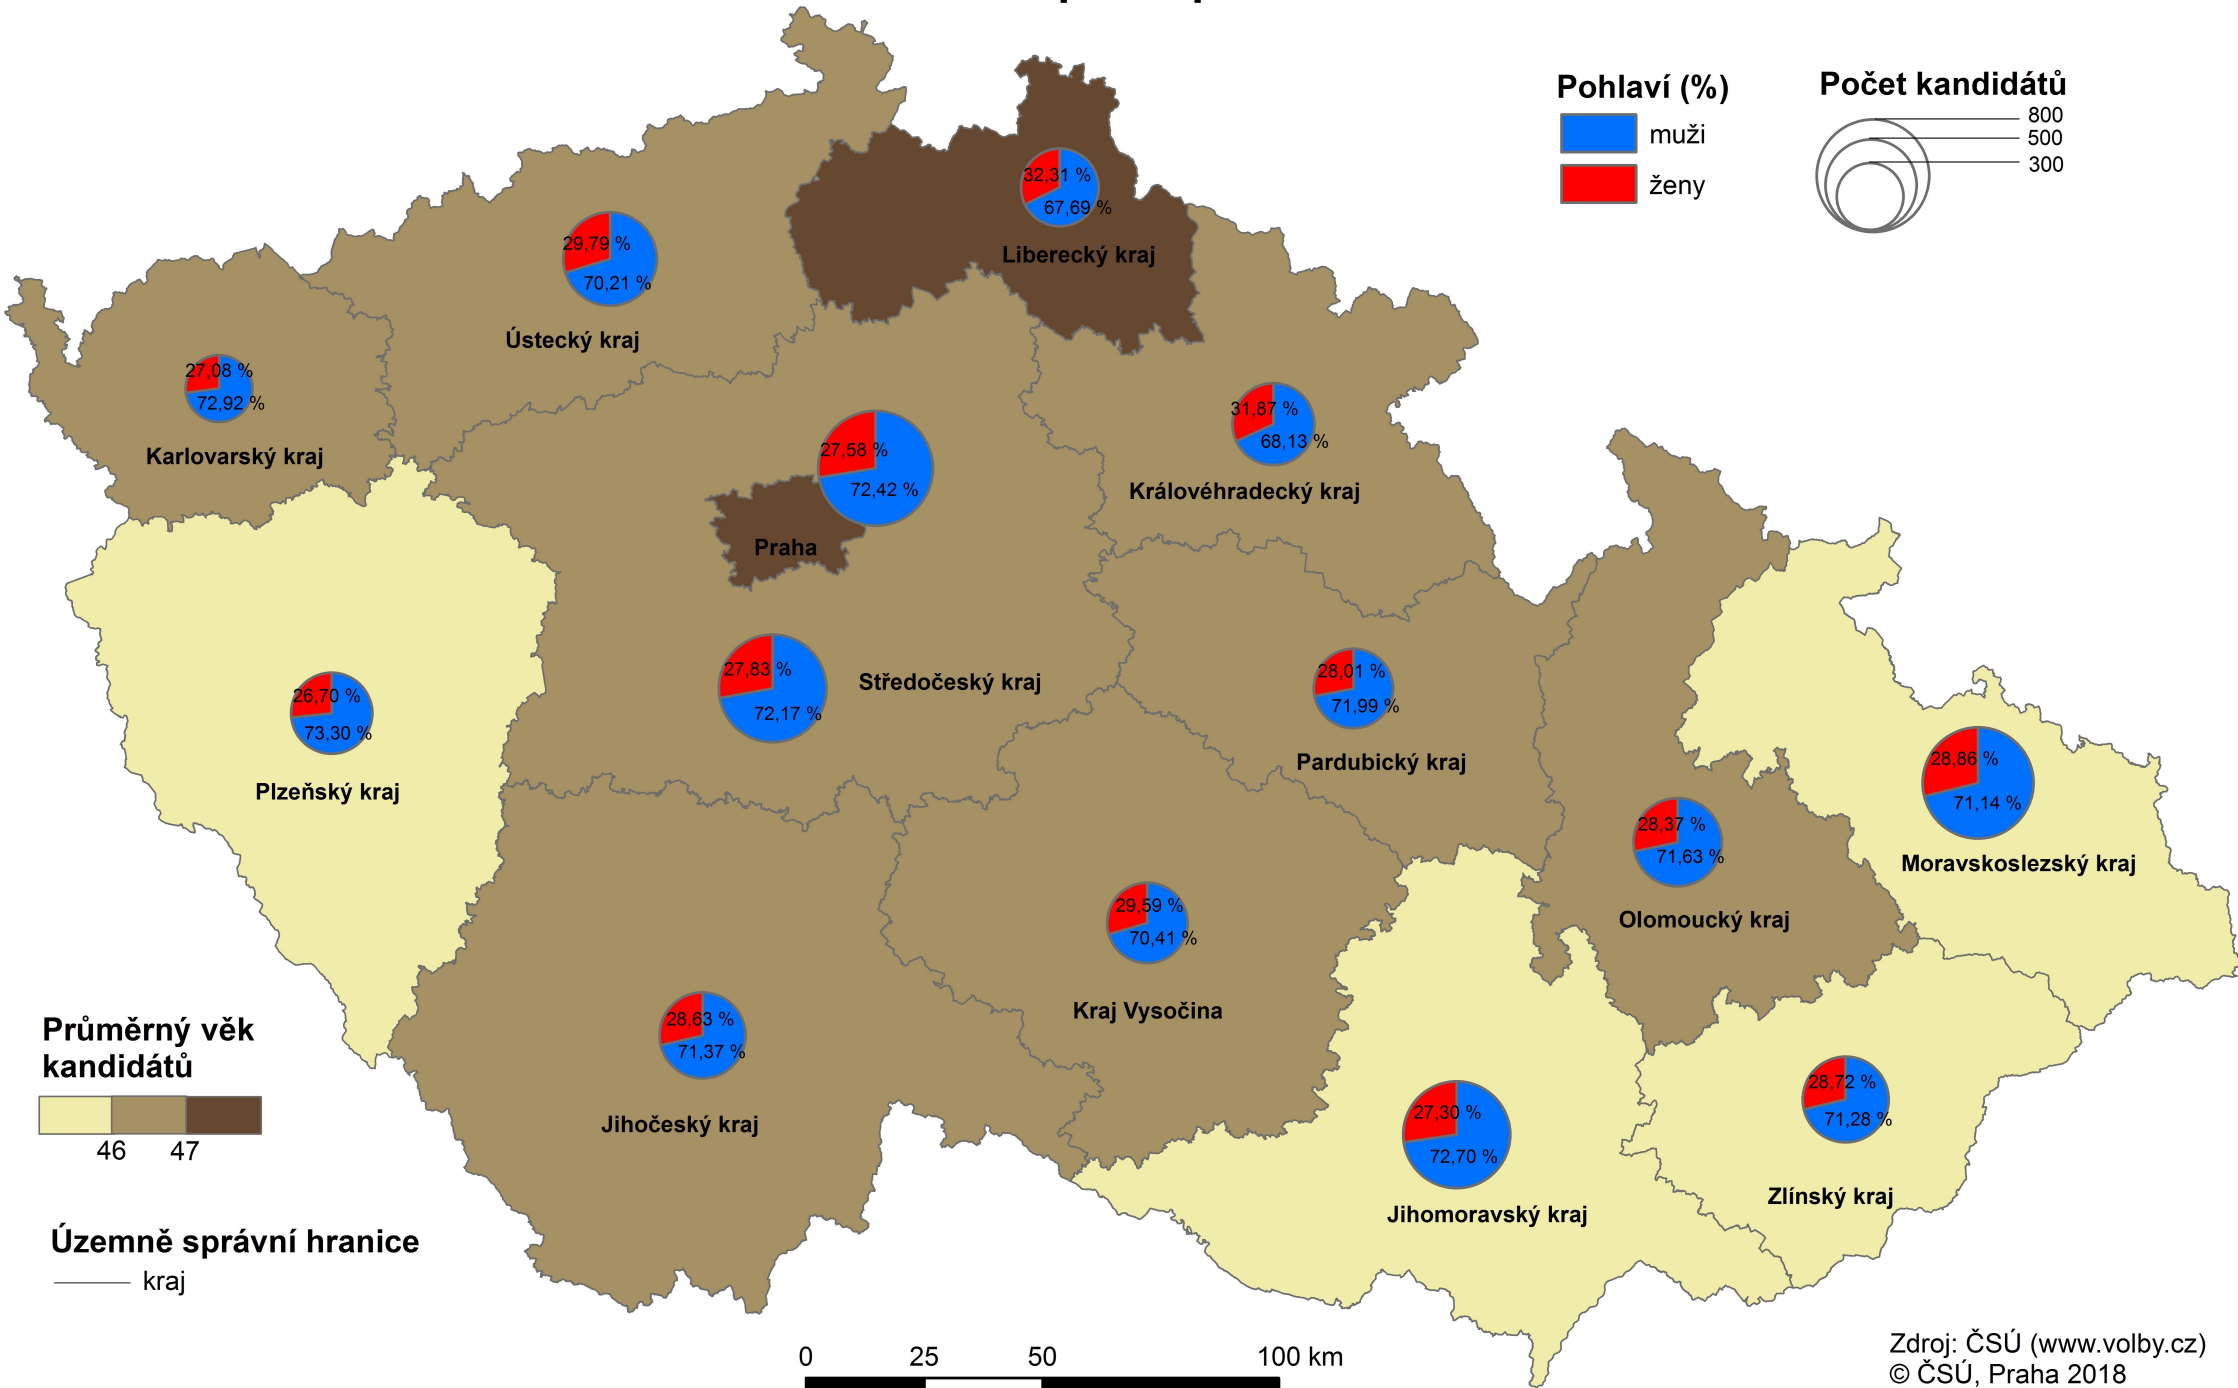 Pohlaví (%)
muži
ženy
Počet kandidátů
800
500
300
32,31 %
67,69 %
Liberecký kraj
29,79 %
70,21 %
Ústecký kraj
27,08 %
72,92 %
Karlovarský kraj
31,87 %
68,13 %
Královéhradecký kraj
27,58 %
72,42 %
Praha
27,83 %
72,17 %
Středočeský kraj
28,01 %
71,99 %
Pardubický kraj
26,70 %
73,30 %
Plzeňský kraj
28,86 %
71,14 %
Moravskoslezský kraj
28,37 %
71,63 %
Olomoucký kraj
29,59 %
70,41 %
Kraj Vysočina
28,63 %
71,37 %
Jihočeský kraj
27,30 %
72,70 %
Jihomoravský kraj
28,72 %
71,28 %
Zlínský kraj
Průměrný věk
kandidátů
46 47
Územně správní hranice
kraj
0 25 50 100 km
Zdroj: ČSÚ (www.volby.cz)
© ČSÚ, Praha 2018